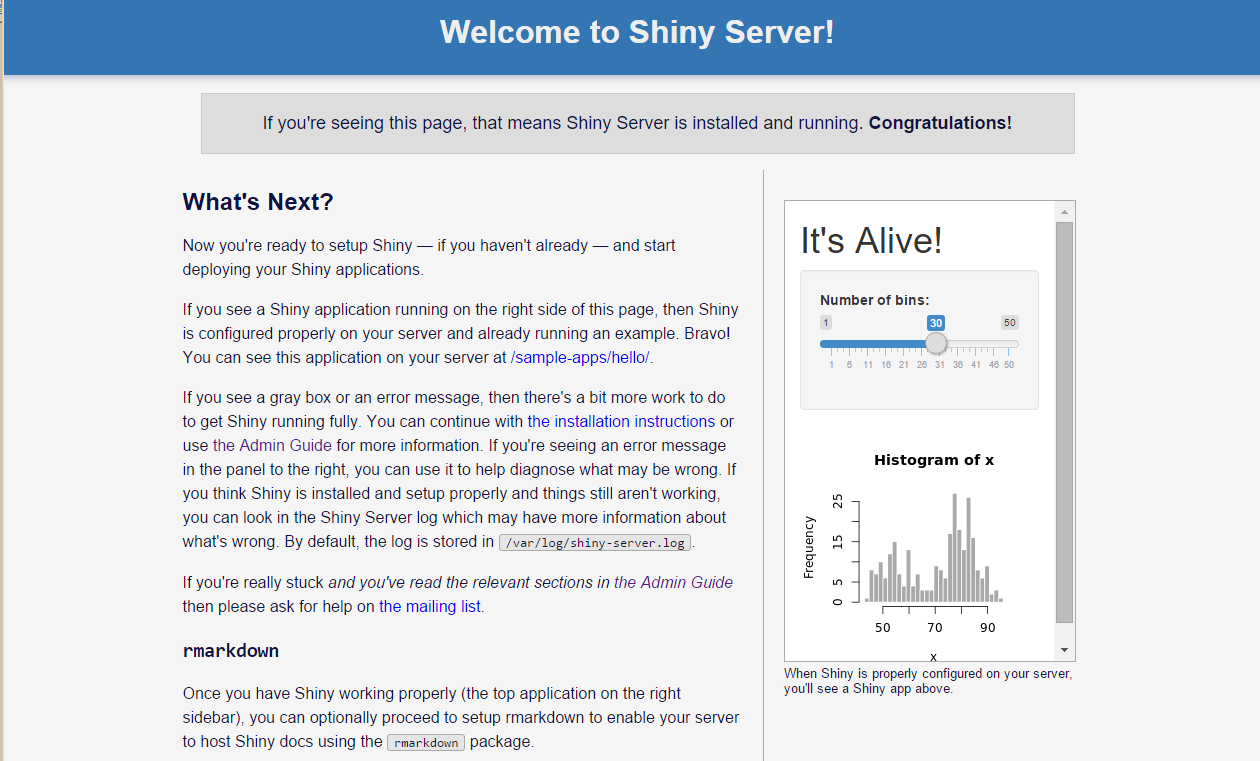 Welcome to Shiny Server!
If you're seeing this page, that means Shiny Server is installed and running. Congratulations!
What's Next?
Now you're ready to setup Shiny — if you haven't already — and start
deploying your Shiny applications.
If you see a Shiny application running on the right side of this page, then Shiny
is configured properly on your server and already running an example. Bravo!
You can see this application on your server at /sample-apps/hello/.
If you see a gray box or an error message, then there's a bit more work to do
to get Shiny running fully. You can continue with the installation instructions or
use the Admin Guide for more information. If you're seeing an error message
in the panel to the right, you can use it to help diagnose what may be wrong. If
you think Shiny is installed and setup properly and things still aren't working,
you can look in the Shiny Server log which may have more information about
what's wrong. By default, the log is stored in /var/log/shiny-server.log.
If you're really stuck and you've read the relevant sections in the Admin Guide
then please ask for help on the mailing list.
rmarkdown
Once you have Shiny working properly (the top application on the right
sidebar), you can optionally proceed to setup rmarkdown to enable your server
to host Shiny docs using the rmarkdown package.
It's Alive!
Number of bins:
1 30 50
1 6 11 16 21 26 31 36 41 46 50
Histogram of x
Frequency
25
15
5
0
50 70 90
x
When Shiny is properly configured on your server,
you'll see a Shiny app above.